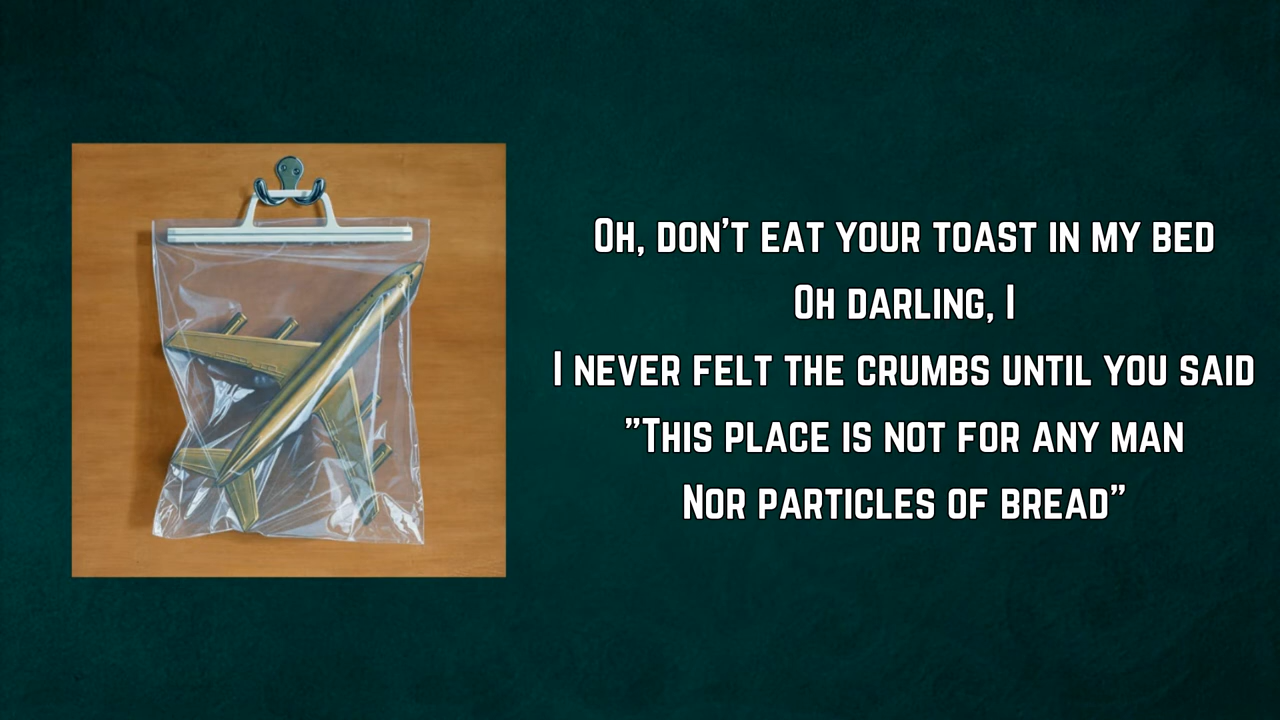 Oh, don't eat your toast in my bed
Oh darling, I
I never felt the crumbs until you said
"This place is not for any man
Nor particles of bread"